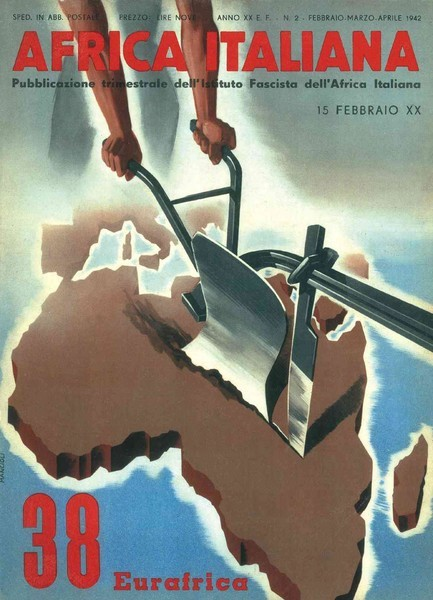 SPED. IN ABB. POSTALE PREZZO: LIRE NOVE ANNO XX E. F. - N. 2 - FEBBRAIO-MARZO-APRILE 1942
AFRICA ITALIANA
Pubblicazione trimestrale dell'Istituto Fascista dell'Africa Italiana
15 FEBBRAIO XX
38
Eurafrica